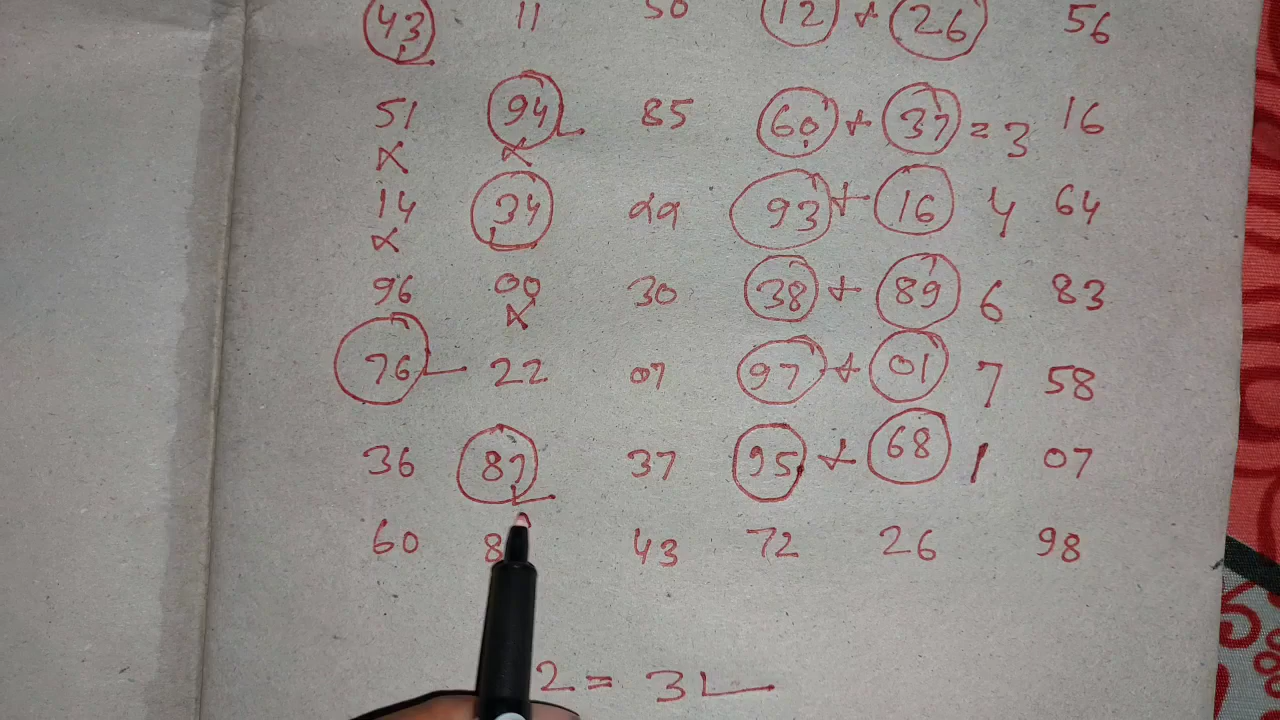 43 11 50 12 + 26 56
51 94 85 60 + 37 = 3 16
x x
14 34 99 93 + 16 4 64
x
96 00 30 38 + 89 6 83
x
76 22 07 97 + 01 7 58
36 87 37 95 + 68 1 07
60 8 43 72 26 98
2 = 3